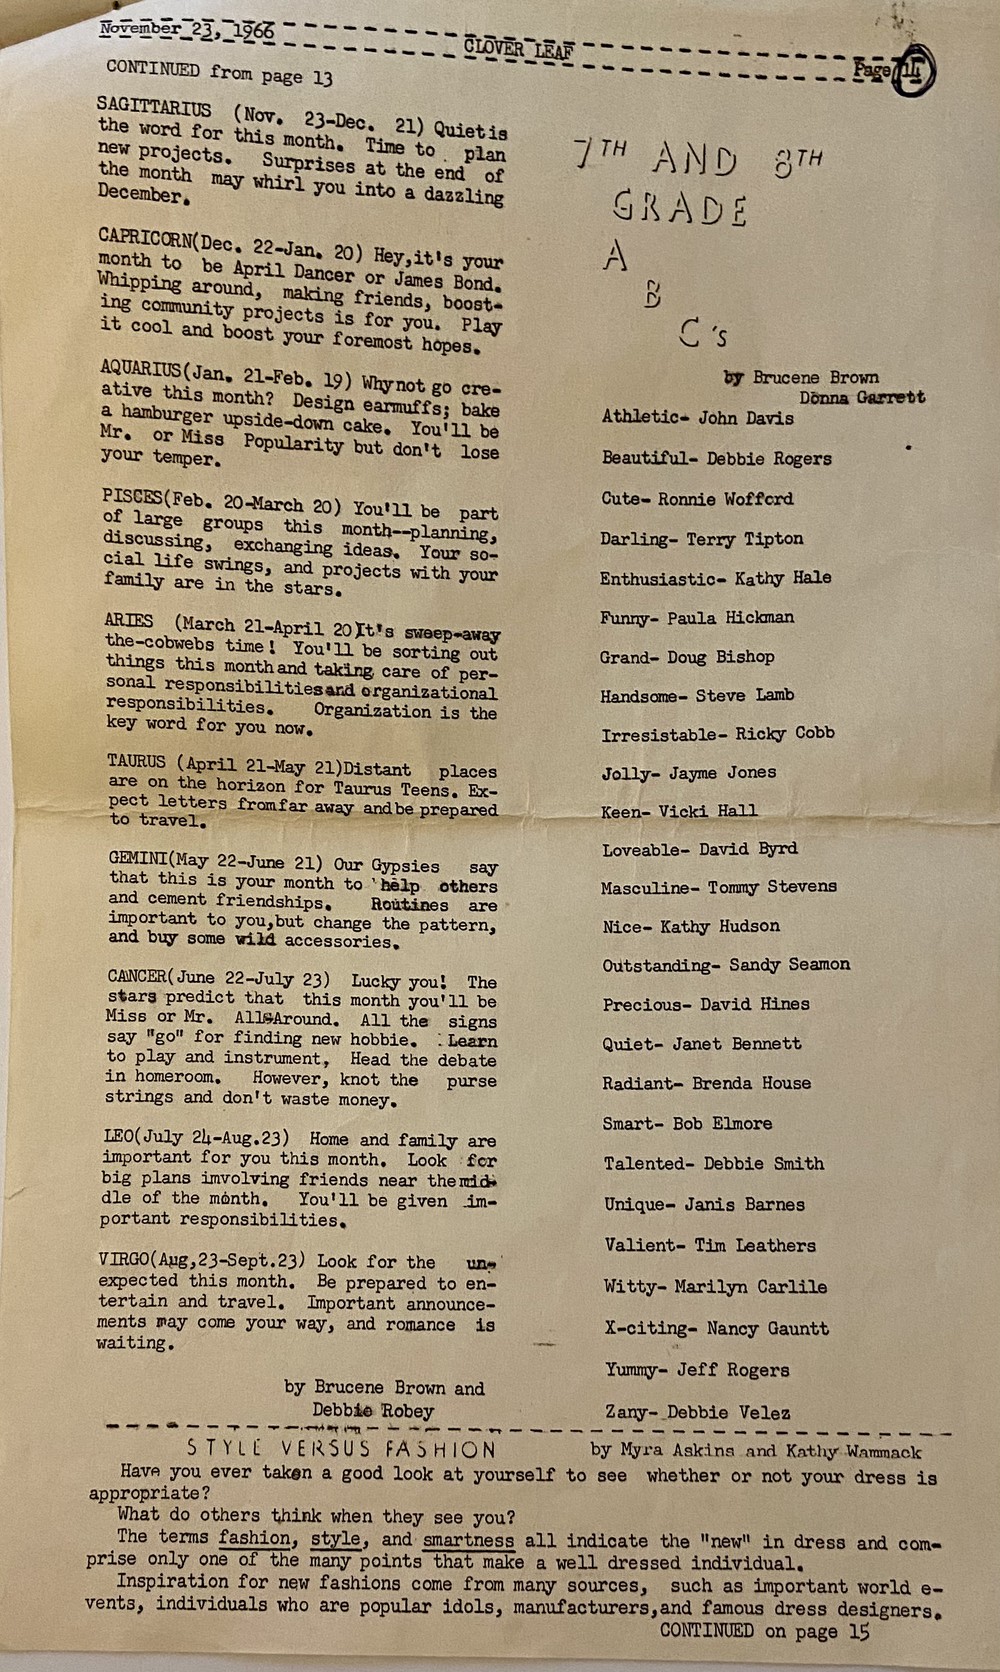 November 23, 1966
CLOVER LEAF
Page 14
CONTINUED from page 13
SAGITTARIUS (Nov. 23-Dec. 21) Quiet is
the word for this month. Time to plan
new projects. Surprises at the end of
the month may whirl you into a dazzling
December.
CAPRICORN(Dec. 22-Jan. 20) Hey,it's your
month to be April Dancer or James Bond.
Whipping around, making friends, boost-
ing community projects is for you. Play
it cool and boost your foremost hopes.
AQUARIUS(Jan. 21-Feb. 19) Why not go cre-
ative this month? Design earmuffs; bake
a hamburger upside-down cake. You'll be
Mr. or Miss Popularity but don't lose
your temper.
PISCES(Feb. 20-March 20) You'll be part
of large groups this month--planning,
discussing, exchanging ideas. Your so-
cial life swings, and projects with your
family are in the stars.
ARIES (March 21-April 20)It's sweep-away
the-cobwebs time! You'll be sorting out
things this month and taking care of per-
sonal responsibilities and organizational
responsibilities. Organization is the
key word for you now.
TAURUS (April 21-May 21)Distant places
are on the horizon for Taurus Teens. Ex-
pect letters from far away and be prepared
to travel.
GEMINI(May 22-June 21) Our Gypsies say
that this is your month to help others
and cement friendships. Routines are
important to you,but change the pattern,
and buy some wild accessories.
CANCER(June 22-July 23) Lucky you! The
stars predict that this month you'll be
Miss or Mr. All-Around. All the signs
say "go" for finding new hobbie. Learn
to play and instrument, Head the debate
in homeroom. However, knot the purse
strings and don't waste money.
LEO(July 24-Aug.23) Home and family are
important for you this month. Look for
big plans imvolving friends near the mid-
dle of the month. You'll be given im-
portant responsibilities.
VIRGO(Aug,23-Sept.23) Look for the un-
expected this month. Be prepared to en-
tertain and travel. Important announce-
ments may come your way, and romance is
waiting.
by Brucene Brown and
Debbie Robey
7TH AND 8TH
GRADE
A
B
C's
by Brucene Brown
Donna Garrett
Athletic- John Davis
Beautiful- Debbie Rogers
Cute- Ronnie Wofford
Darling- Terry Tipton
Enthusiastic- Kathy Hale
Funny- Paula Hickman
Grand- Doug Bishop
Handsome- Steve Lamb
Irresistable- Ricky Cobb
Jolly- Jayme Jones
Keen- Vicki Hall
Loveable- David Byrd
Masculine- Tommy Stevens
Nice- Kathy Hudson
Outstanding- Sandy Seamon
Precious- David Hines
Quiet- Janet Bennett
Radiant- Brenda House
Smart- Bob Elmore
Talented- Debbie Smith
Unique- Janis Barnes
Valient- Tim Leathers
Witty- Marilyn Carlile
X-citing- Nancy Gauntt
Yummy- Jeff Rogers
Zany- Debbie Velez
STYLE VERSUS FASHION by Myra Askins and Kathy Wammack
Have you ever taken a good look at yourself to see whether or not your dress is
appropriate?
What do others think when they see you?
The terms fashion, style, and smartness all indicate the "new" in dress and com-
prise only one of the many points that make a well dressed individual.
Inspiration for new fashions come from many sources, such as important world e-
vents, individuals who are popular idols, manufacturers,and famous dress designers.
CONTINUED on page 15